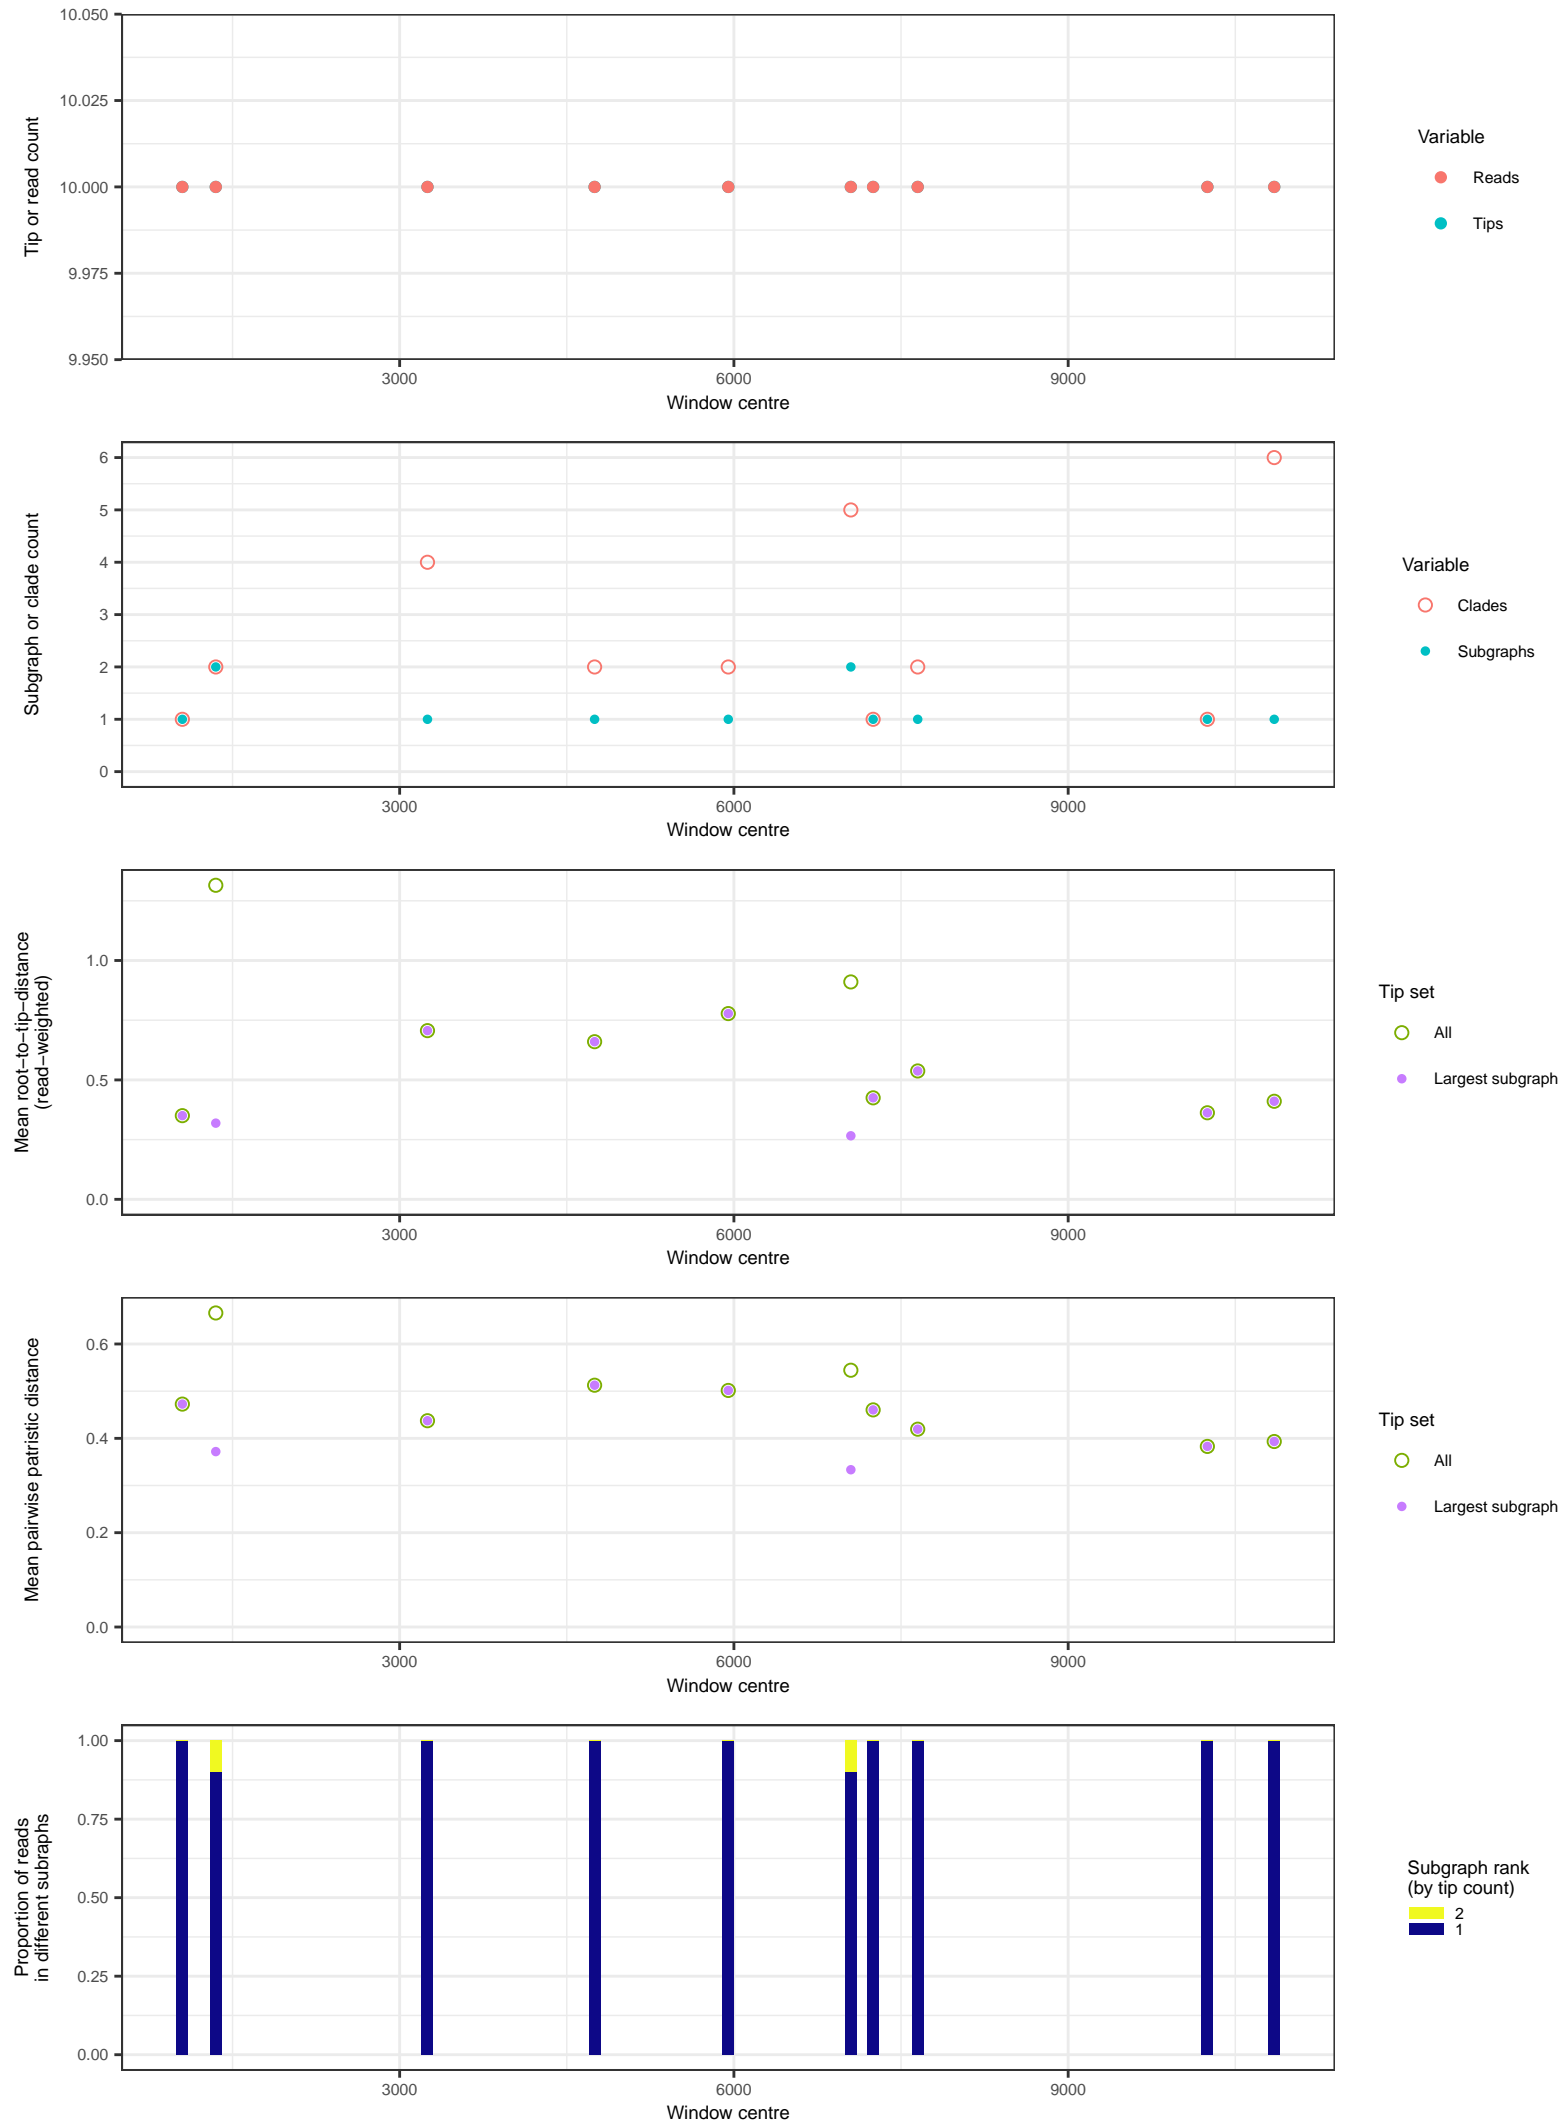 10.050
10.025
10.000
9.975
9.950
Tip or read count
3000
6000
9000
Window centre
Variable
Reads
Tips
6
5
4
3
2
1
0
Subgraph or clade count
3000
6000
9000
Window centre
Variable
Clades
Subgraphs
1.0
0.5
0.0
Mean root−to−tip−distance
(read−weighted)
3000
6000
9000
Window centre
Tip set
All
Largest subgraph
0.6
0.4
0.2
0.0
Mean pairwise patristic distance
3000
6000
9000
Window centre
Tip set
All
Largest subgraph
1.00
0.75
0.50
0.25
0.00
Proportion of reads
in different subraphs
3000
6000
9000
Window centre
Subgraph rank
(by tip count)
2
1